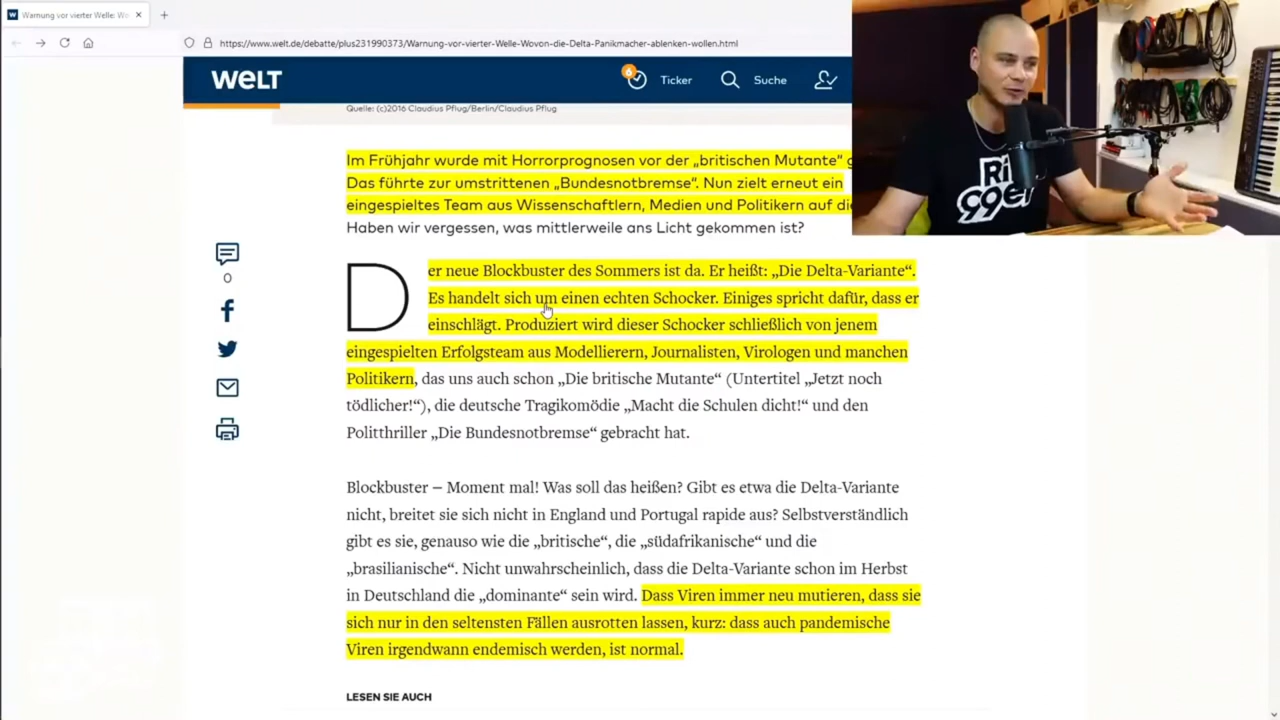 Warnung vor vierter Welle: Wo
https://www.welt.de/debatte/plus231990373/Warnung-vor-vierter-Welle-Wovon-die-Delta-Panikmacher-ablenken-wollen.html
welt
6
Ticker
Suche
Quelle: (c)2016 Claudius Pflug/Berlin/Claudius Pflug
Im Frühjahr wurde mit Horrorprognosen vor der „britischen Mutante“ g
Das führte zur umstrittenen „Bundesnotbremse“. Nun zielt erneut ein
eingespieltes Team aus Wissenschaftlern, Medien und Politikern auf die
Haben wir vergessen, was mittlerweile ans Licht gekommen ist?
0
Der neue Blockbuster des Sommers ist da. Er heißt: „Die Delta-Variante“.
Es handelt sich um einen echten Schocker. Einiges spricht dafür, dass er
einschlägt. Produziert wird dieser Schocker schließlich von jenem
eingespielten Erfolgsteam aus Modellierern, Journalisten, Virologen und manchen
Politikern, das uns auch schon „Die britische Mutante“ (Untertitel „Jetzt noch
tödlicher!“), die deutsche Tragikomödie „Macht die Schulen dicht!“ und den
Politthriller „Die Bundesnotbremse“ gebracht hat.
Blockbuster – Moment mal! Was soll das heißen? Gibt es etwa die Delta-Variante
nicht, breitet sie sich nicht in England und Portugal rapide aus? Selbstverständlich
gibt es sie, genauso wie die „britische“, die „südafrikanische“ und die
„brasilianische“. Nicht unwahrscheinlich, dass die Delta-Variante schon im Herbst
in Deutschland die „dominante“ sein wird. Dass Viren immer neu mutieren, dass sie
sich nur in den seltensten Fällen ausrotten lassen, kurz: dass auch pandemische
Viren irgendwann endemisch werden, ist normal.
LESEN SIE AUCH
Ri
99er